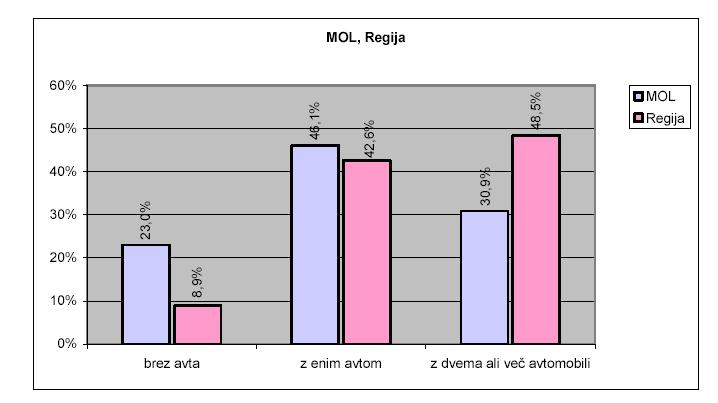 MOL, Regija
60%
50%
40%
30%
20%
10%
0%
23,0%
8,9%
46,1%
42,6%
30,9%
48,5%
brez avta
z enim avtom
z dvema ali več avtomobili
MOL
Regija